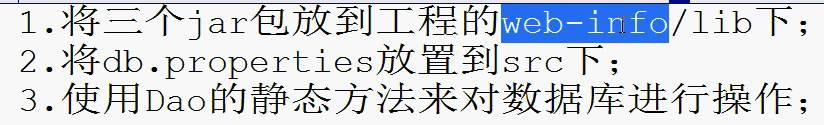 1.将三个jar包放到工程的web-info/lib下；
2.将db.properties放置到src下；
3.使用Dao的静态方法来对数据库进行操作；